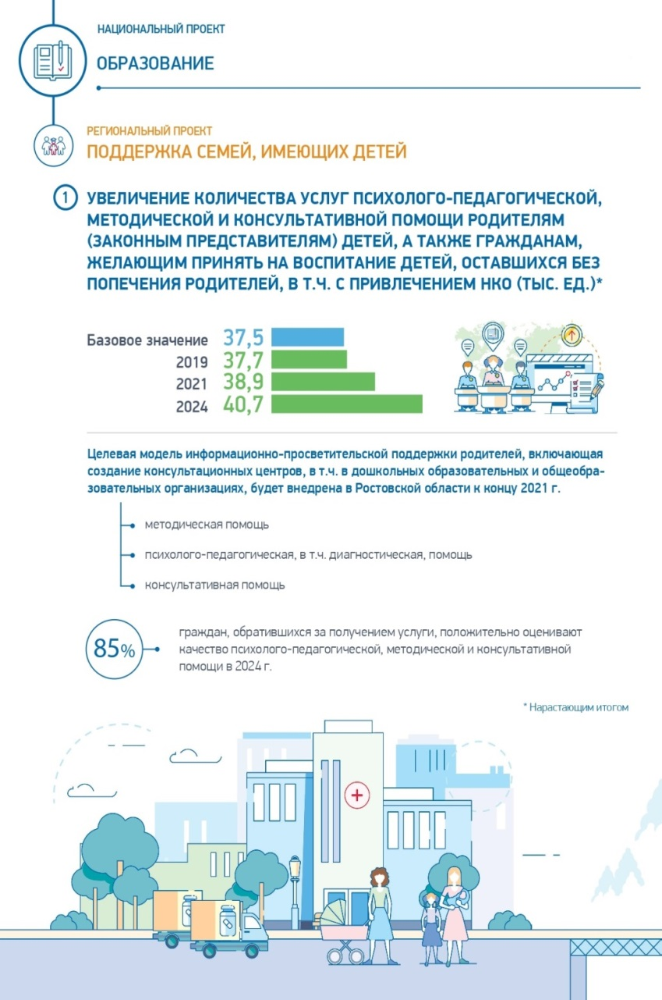 НАЦИОНАЛЬНЫЙ ПРОЕКТ
ОБРАЗОВАНИЕ
РЕГИОНАЛЬНЫЙ ПРОЕКТ
ПОДДЕРЖКА СЕМЕЙ, ИМЕЮЩИХ ДЕТЕЙ
1 УВЕЛИЧЕНИЕ КОЛИЧЕСТВА УСЛУГ ПСИХОЛОГО-ПЕДАГОГИЧЕСКОЙ,
МЕТОДИЧЕСКОЙ И КОНСУЛЬТАТИВНОЙ ПОМОЩИ РОДИТЕЛЯМ
(ЗАКОННЫМ ПРЕДСТАВИТЕЛЯМ) ДЕТЕЙ, А ТАКЖЕ ГРАЖДАНАМ,
ЖЕЛАЮЩИМ ПРИНЯТЬ НА ВОСПИТАНИЕ ДЕТЕЙ, ОСТАВШИХСЯ БЕЗ
ПОПЕЧЕНИЯ РОДИТЕЛЕЙ, В Т.Ч. С ПРИВЛЕЧЕНИЕМ НКО (ТЫС. ЕД.)*
Базовое значение 37,5
2019 37,7
2021 38,9
2024 40,7
Целевая модель информационно-просветительской поддержки родителей, включающая
создание консультационных центров, в т.ч. в дошкольных образовательных и общеобра-
зовательных организациях, будет внедрена в Ростовской области к концу 2021 г.
методическая помощь
психолого-педагогическая, в т.ч. диагностическая, помощь
консультативная помощь
85%
граждан, обратившихся за получением услуги, положительно оценивают
качество психолого-педагогической, методической и консультативной
помощи в 2024 г.
* Нарастающим итогом